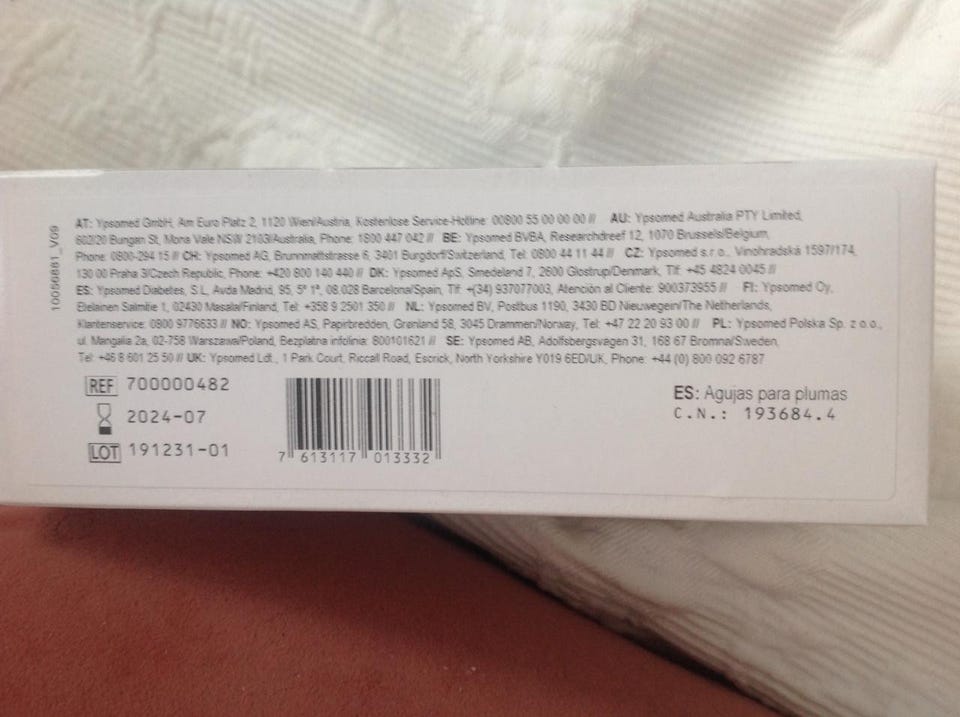 AT: Ypsomed GmbH, Am Euro Platz 2, 1120 Wien/Austria, Kostenlose Service-Hotline: 00800 55 00 00 00 // AU: Ypsomed Australia PTY Limited,
602/20 Bungan St, Mona Vale NSW 2103/Australia, Phone: 1800 447 042 // BE: Ypsomed BVBA, Researchdreef 12, 1070 Brussels/Belgium,
Phone: 0800-294 15 // CH: Ypsomed AG, Brunnmattstrasse 6, 3401 Burgdorf/Switzerland, Tel: 0800 44 11 44 // CZ: Ypsomed s.r.o., Vinohradská 1597/174,
130 00 Praha 3/Czech Republic, Phone: +420 800 140 440 // DK: Ypsomed ApS, Smedeland 7, 2600 Glostrup/Denmark, Tlf: +45 4824 0045 //
ES: Ypsomed Diabetes, S.L, Avda Madrid, 95, 5º 1ª, 08.028 Barcelona/Spain, Tlf: +(34) 937077003, Atención al Cliente: 900373955 // FI: Ypsomed Oy,
Eteläinen Salmitie 1, 02430 Masala/Finland, Tel: +358 9 2501 350 // NL: Ypsomed BV, Postbus 1190, 3430 BD Nieuwegein/The Netherlands,
Klantenservice: 0800 9776633 // NO: Ypsomed AS, Papirbredden, Grønland 58, 3045 Drammen/Norway, Tel: +47 22 20 93 00 // PL: Ypsomed Polska Sp. z o.o.,
ul. Mangalia 2a, 02-758 Warszawa/Poland, Bezplatna infolinia: 800101621 // SE: Ypsomed AB, Adolfsbergsvägen 31, 168 67 Bromma/Sweden,
Tel: +46 8 601 25 50 // UK: Ypsomed Ldt., 1 Park Court, Riccall Road, Escrick, North Yorkshire YO19 6ED/UK, Phone: +44 (0) 800 092 6787
10056881_V09
REF 700000482
2024-07
LOT 191231-01
7 613117 013332
ES: Agujas para plumas
C.N.: 193684.4